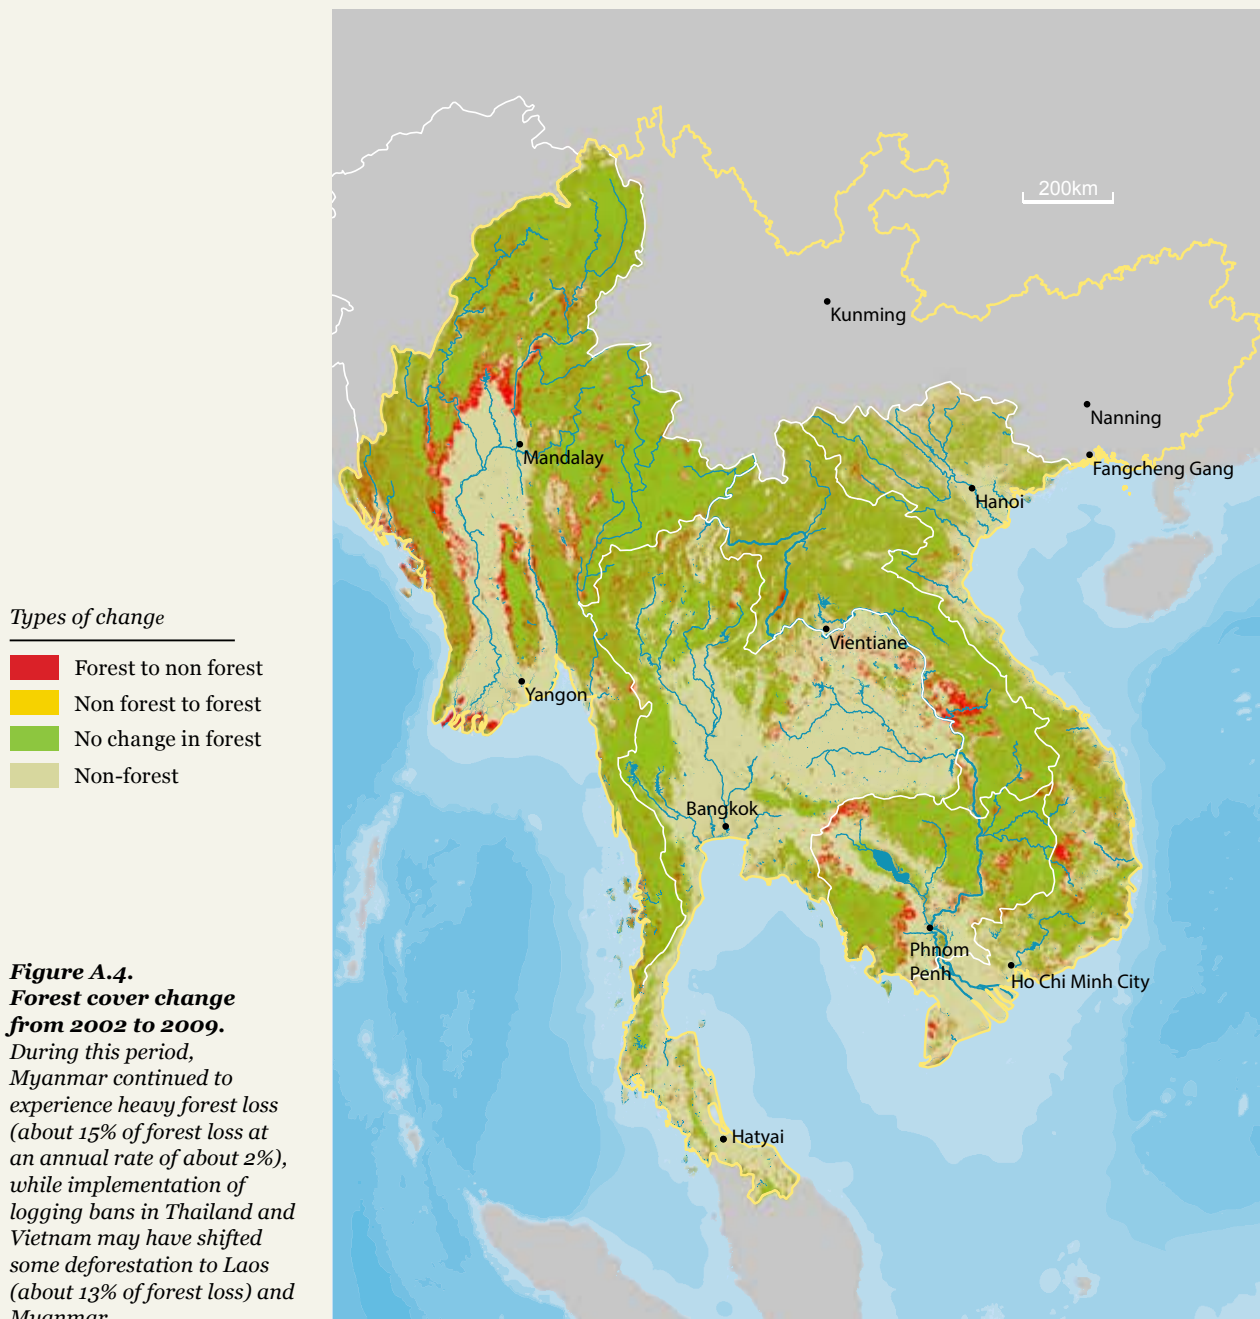 200km
Kunming
Nanning
Fangcheng Gang
Mandalay
Hanoi
Vientiane
Yangon
Bangkok
Phnom
Penh
Ho Chi Minh City
Hatyai
Types of change
Forest to non forest
Non forest to forest
No change in forest
Non-forest
Figure A.4.
Forest cover change
from 2002 to 2009.
During this period,
Myanmar continued to
experience heavy forest loss
(about 15% of forest loss at
an annual rate of about 2%),
while implementation of
logging bans in Thailand and
Vietnam may have shifted
some deforestation to Laos
(about 13% of forest loss) and
Myanmar